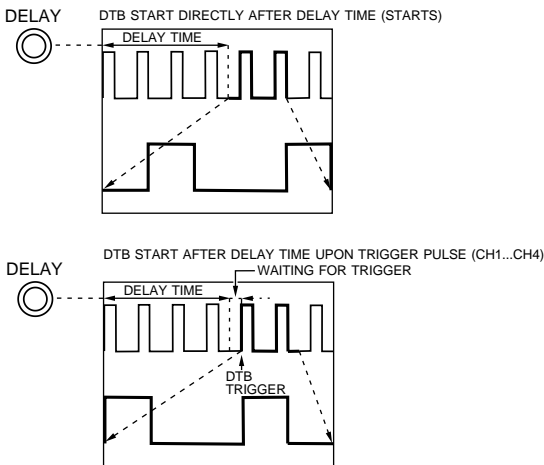 DELAY
DTB START DIRECTLY AFTER DELAY TIME (STARTS)
DELAY TIME
DTB START AFTER DELAY TIME UPON TRIGGER PULSE (CH1...CH4)
DELAY
WAITING FOR TRIGGER
DELAY TIME
DTB
TRIGGER